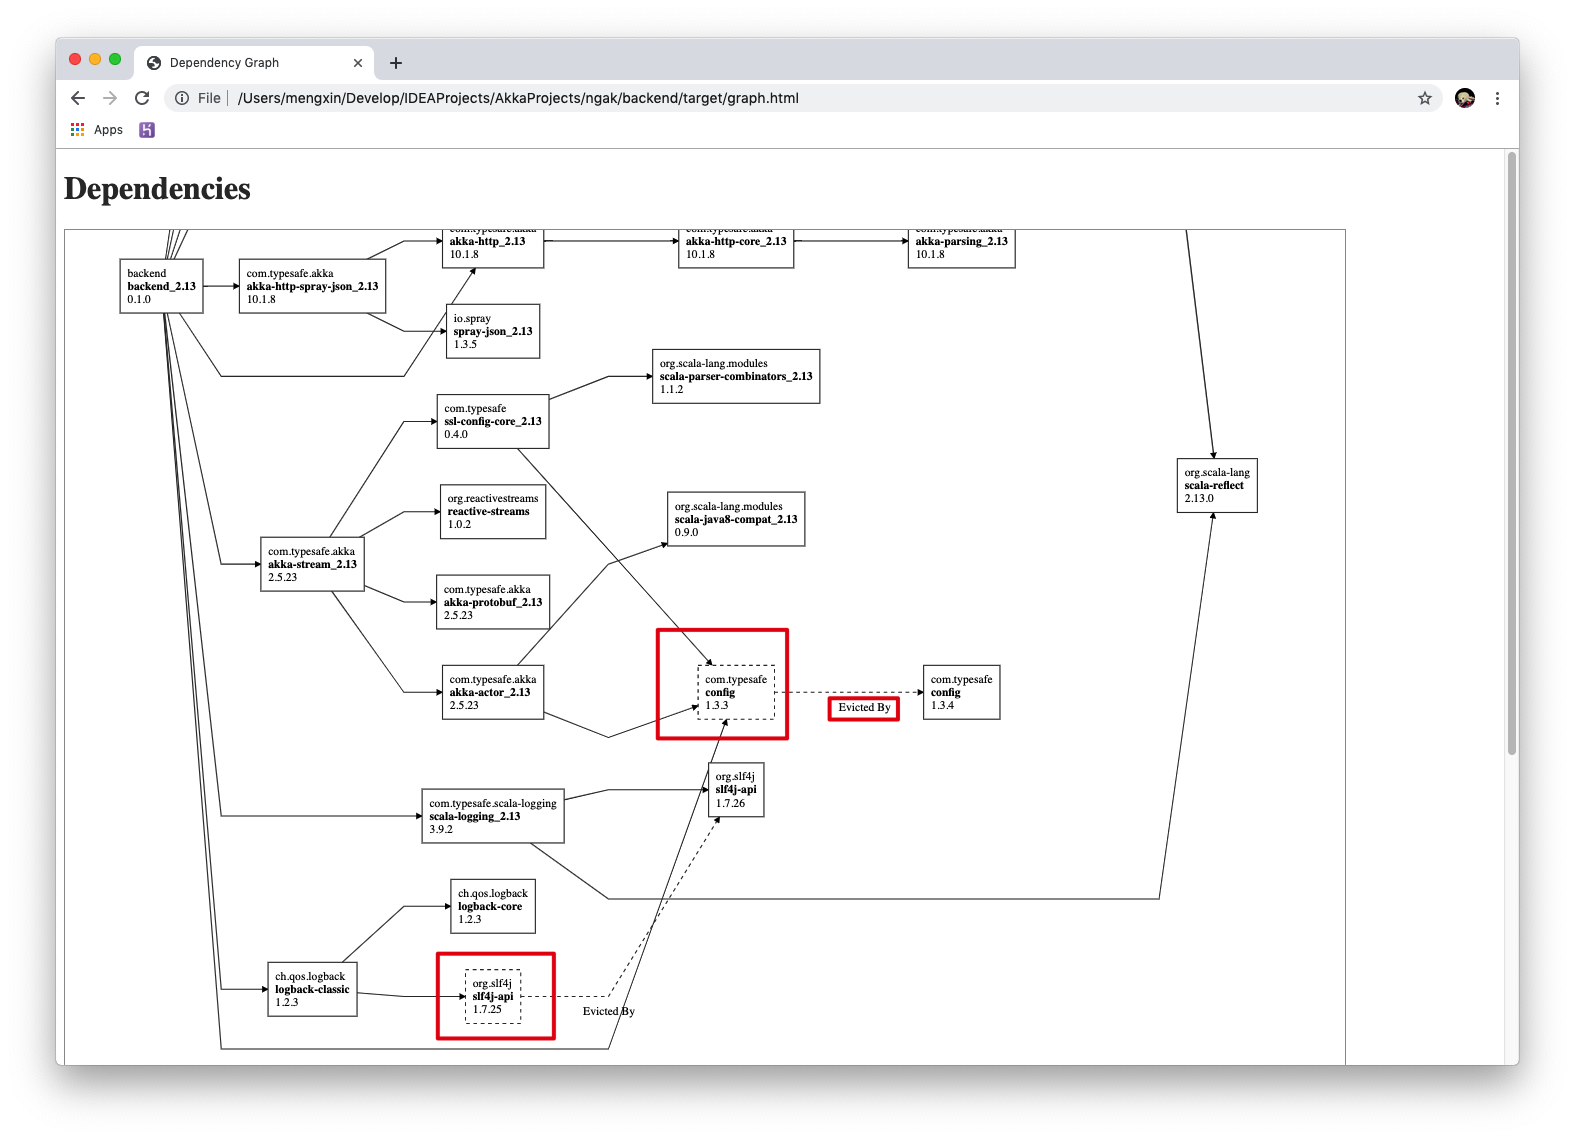 Dependency Graph
File
/Users/mengxin/Develop/IDEAProjects/AkkaProjects/ngak/backend/target/graph.html
Apps
Dependencies
com.typesafe.akka
akka-http_2.13
10.1.8
com.typesafe.akka
akka-http-core_2.13
10.1.8
com.typesafe.akka
akka-parsing_2.13
10.1.8
backend
backend_2.13
0.1.0
com.typesafe.akka
akka-http-spray-json_2.13
10.1.8
io.spray
spray-json_2.13
1.3.5
org.scala-lang.modules
scala-parser-combinators_2.13
1.1.2
com.typesafe
ssl-config-core_2.13
0.4.0
org.scala-lang
scala-reflect
2.13.0
org.reactivestreams
reactive-streams
1.0.2
org.scala-lang.modules
scala-java8-compat_2.13
0.9.0
com.typesafe.akka
akka-stream_2.13
2.5.23
com.typesafe.akka
akka-protobuf_2.13
2.5.23
com.typesafe.akka
akka-actor_2.13
2.5.23
com.typesafe
config
1.3.3
Evicted By
com.typesafe
config
1.3.4
org.slf4j
slf4j-api
1.7.26
com.typesafe.scala-logging
scala-logging_2.13
3.9.2
ch.qos.logback
logback-core
1.2.3
ch.qos.logback
logback-classic
1.2.3
org.slf4j
slf4j-api
1.7.25
Evicted By